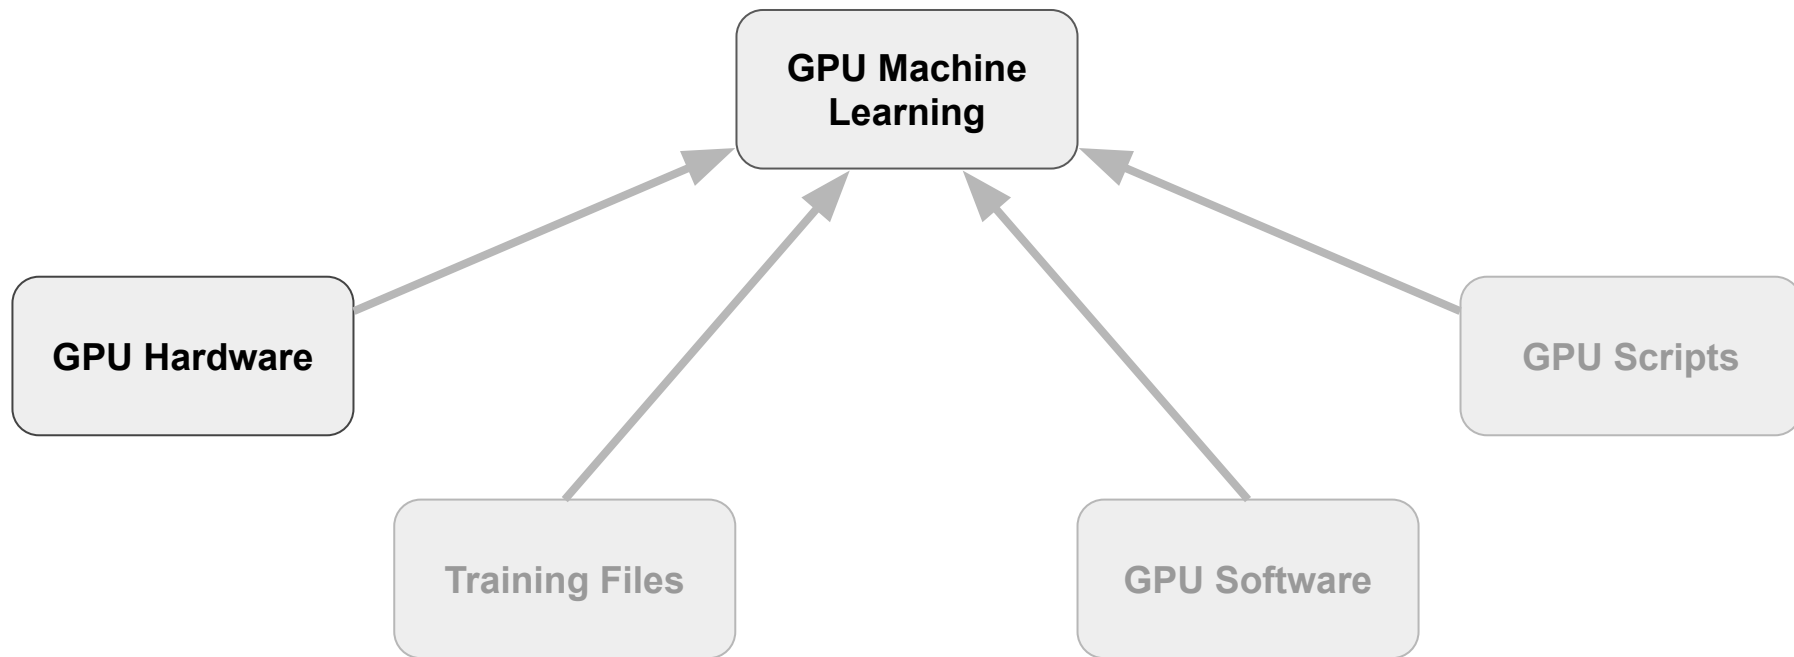 GPU Machine
Learning
GPU Hardware
GPU Scripts
Training Files
GPU Software